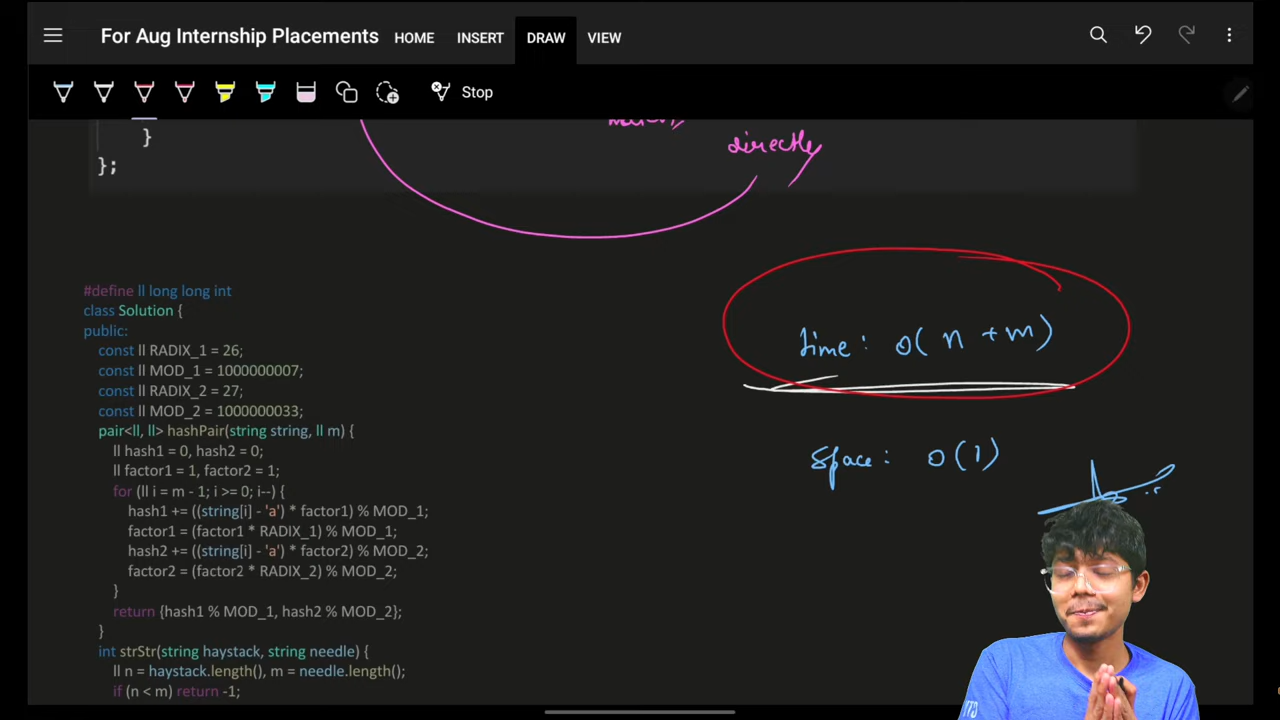 For Aug Internship Placements HOME INSERT DRAW VIEW
Stop
}
directly
};
#define ll long long int
class Solution {
public:
const ll RADIX_1 = 26;
const ll MOD_1 = 1000000007;
const ll RADIX_2 = 27;
const ll MOD_2 = 1000000033;
pair<ll, ll> hashPair(string string, ll m) {
ll hash1 = 0, hash2 = 0;
ll factor1 = 1, factor2 = 1;
for (ll i = m - 1; i >= 0; i--) {
hash1 += ((string[i] - 'a') * factor1) % MOD_1;
factor1 = (factor1 * RADIX_1) % MOD_1;
hash2 += ((string[i] - 'a') * factor2) % MOD_2;
factor2 = (factor2 * RADIX_2) % MOD_2;
}
return {hash1 % MOD_1, hash2 % MOD_2};
}
int strStr(string haystack, string needle) {
ll n = haystack.length(), m = needle.length();
if (n < m) return -1;
time: O(n+m)
space: O(1)